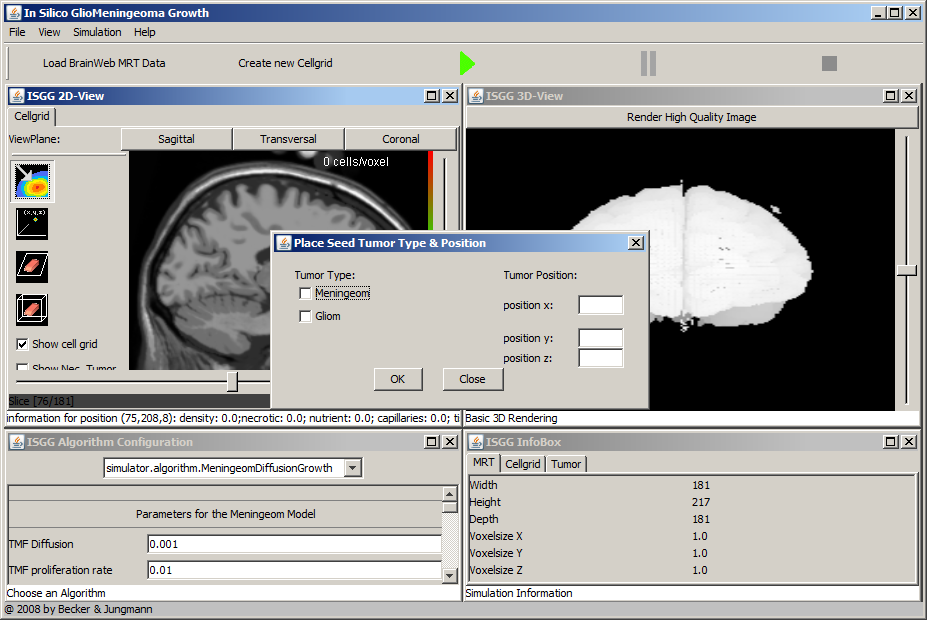 In Silico GlioMeningeoma Growth
File View Simulation Help
Load BrainWeb MRT Data Create new Cellgrid
ISGG 2D-View
Cellgrid
ViewPlane: Sagittal Transversal Coronal
0 cells/voxel
(x,y,z)
Show cell grid
Show Nec. Tumor
Slice [76/181]
information for position (75,208,8): density: 0.0;necrotic: 0.0; nutrient: 0.0; capillaries: 0.0; ti
ISGG 3D-View
Render High Quality Image
Basic 3D Rendering
Place Seed Tumor Type & Position
Tumor Type:
Meningeom
Gliom
Tumor Position:
position x:
position y:
position z:
OK Close
ISGG Algorithm Configuration
simulator.algorithm.MeningeomDiffusionGrowth
Parameters for the Meningeom Model
TMF Diffusion 0.001
TMF proliferation rate 0.01
Choose an Algorithm
ISGG InfoBox
MRT Cellgrid Tumor
Width 181
Height 217
Depth 181
Voxelsize X 1.0
Voxelsize Y 1.0
Voxelsize Z 1.0
Simulation Information
@ 2008 by Becker & Jungmann